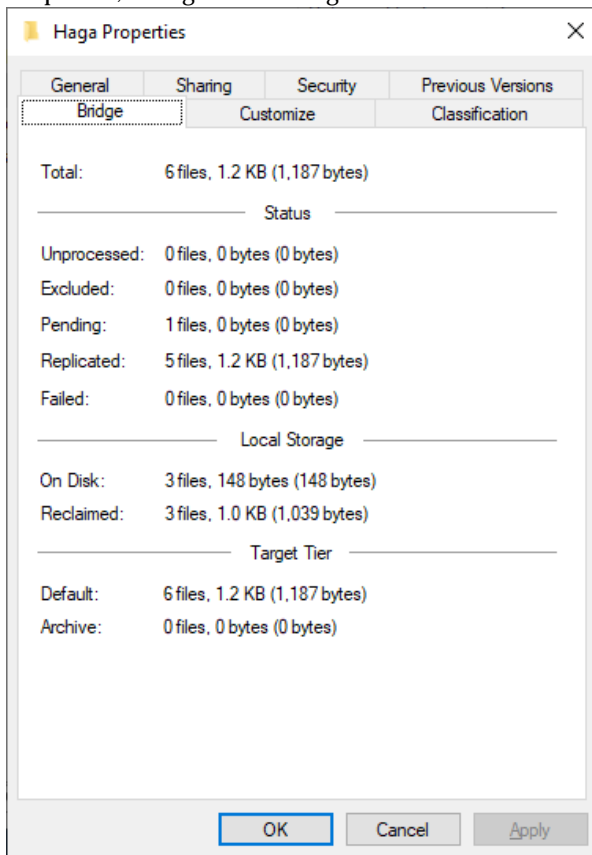 Haga Properties
General Sharing Security Previous Versions
Bridge Customize Classification
Total: 6 files, 1.2 KB (1,187 bytes)
Status
Unprocessed: 0 files, 0 bytes (0 bytes)
Excluded: 0 files, 0 bytes (0 bytes)
Pending: 1 files, 0 bytes (0 bytes)
Replicated: 5 files, 1.2 KB (1,187 bytes)
Failed: 0 files, 0 bytes (0 bytes)
Local Storage
On Disk: 3 files, 148 bytes (148 bytes)
Reclaimed: 3 files, 1.0 KB (1,039 bytes)
Target Tier
Default: 6 files, 1.2 KB (1,187 bytes)
Archive: 0 files, 0 bytes (0 bytes)
OK Cancel Apply